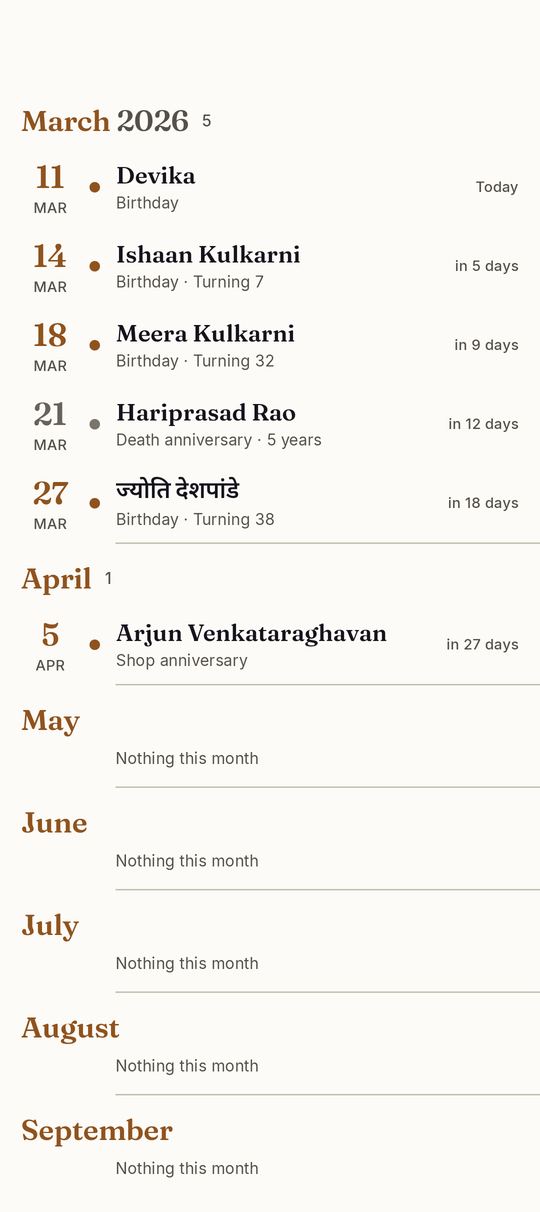 March 2026 5
11
MAR
Devika
Birthday
Today
14
MAR
Ishaan Kulkarni
Birthday · Turning 7
in 5 days
18
MAR
Meera Kulkarni
Birthday · Turning 32
in 9 days
21
MAR
Hariprasad Rao
Death anniversary · 5 years
in 12 days
27
MAR
ज्योति देशपांडे
Birthday · Turning 38
in 18 days
April 1
5
APR
Arjun Venkataraghavan
Shop anniversary
in 27 days
May
Nothing this month
June
Nothing this month
July
Nothing this month
August
Nothing this month
September
Nothing this month